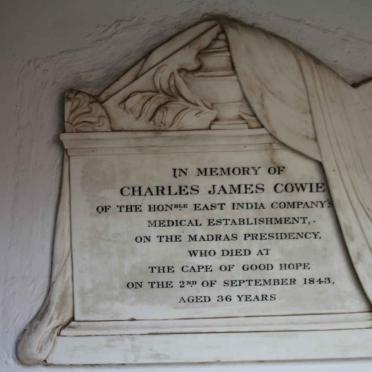 IN MEMORY OF
CHARLES JAMES COWIE
OF THE HONBLE EAST INDIA COMPANY'S
MEDICAL ESTABLISHMENT,
ON THE MADRAS PRESIDENCY,
WHO DIED AT
THE CAPE OF GOOD HOPE
ON THE 2ND OF SEPTEMBER 1843,
AGED 36 YEARS